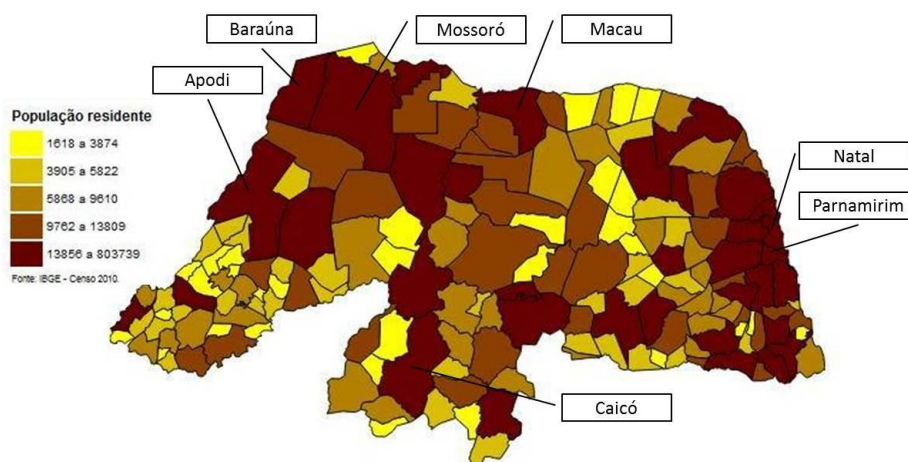 Baraúna
Mossoró
Macau
Apodi
População residente
1618 a 3874
3905 a 5822
5868 a 9610
9762 a 13809
13856 a 803739
Fonte: IBGE - Censo 2010.
Natal
Parnamirim
Caicó